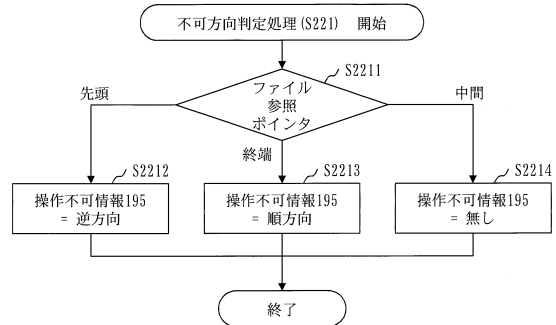 不可方向判定処理(S221) 開始
S2211
ファイル
参照
ポインタ
先頭
中間
終端
S2212
操作不可情報195
= 逆方向
S2213
操作不可情報195
= 順方向
S2214
操作不可情報195
= 無し
終了